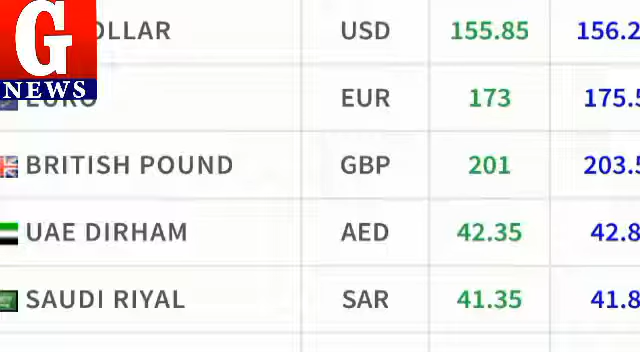 G
NEWS
OLLAR USD 155.85 156.2
EURO EUR 173 175.5
BRITISH POUND GBP 201 203.5
UAE DIRHAM AED 42.35 42.8
SAUDI RIYAL SAR 41.35 41.8